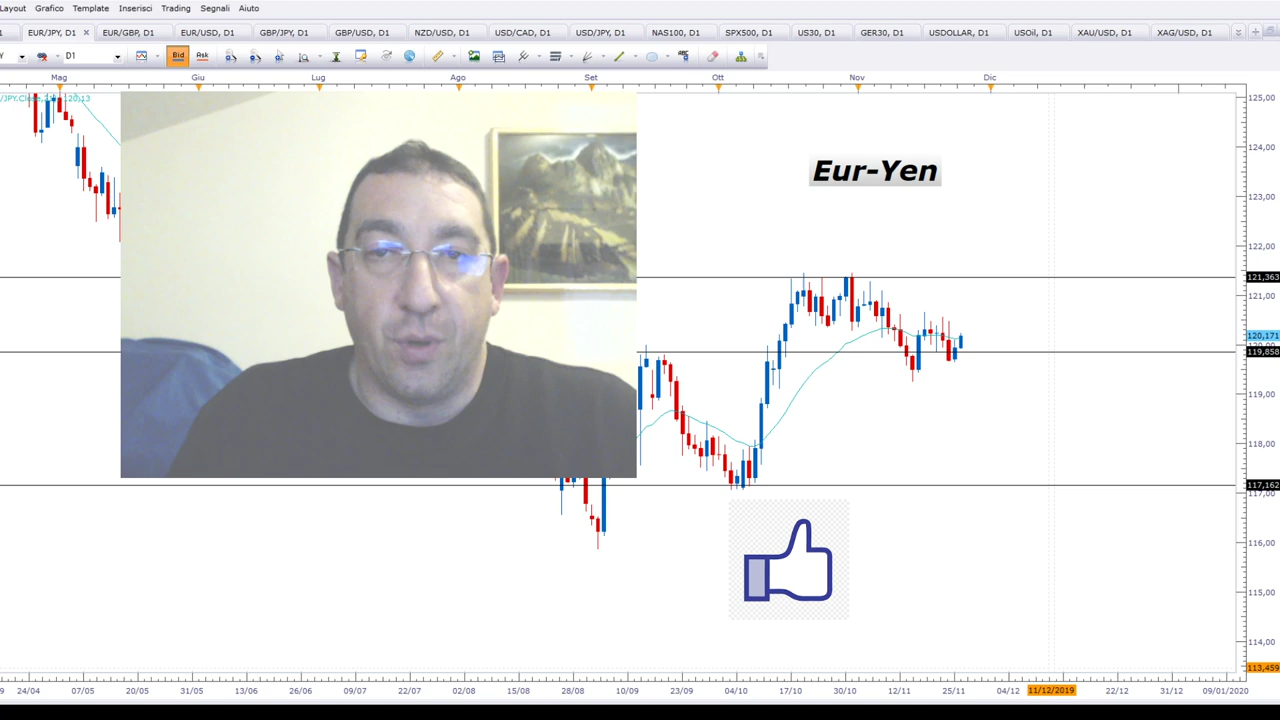 Layout Grafico Template Inserisci Trading Segnali Aiuto
1 EUR/JPY, D1 EUR/GBP, D1 EUR/USD, D1 GBP/JPY, D1 GBP/USD, D1 NZD/USD, D1 USD/CAD, D1 USD/JPY, D1 NAS100, D1 SPX500, D1 US30, D1 GER30, D1 USDOLLAR, D1 USOil, D1 XAU/USD, D1 XAG/USD, D1
Y D1 Bid Ask ABC
Mag Giu Lug Ago Set Ott Nov Dic
125,00
124,00
Eur-Yen
123,00
122,00
121,363
121,00
120,171
119,858
119,00
118,00
117,162
117,00
116,00
115,00
114,00
113,459
9 24/04 07/05 20/05 31/05 13/06 26/06 09/07 22/07 02/08 15/08 28/08 10/09 23/09 04/10 17/10 30/10 12/11 25/11 04/12 11/12/2019 22/12 31/12 09/01/2020